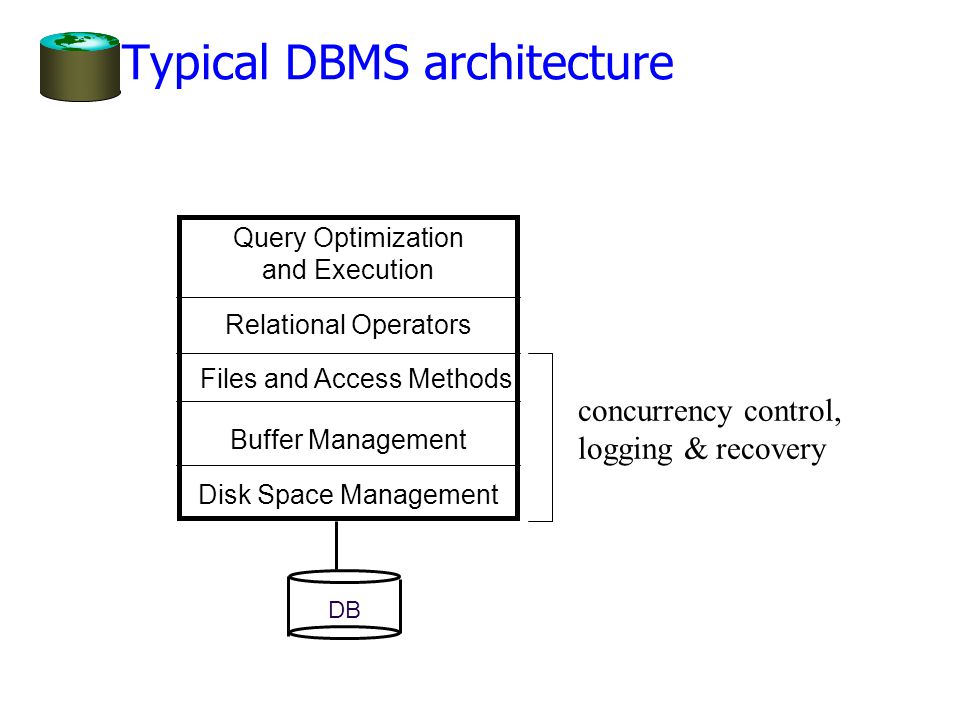 Typical DBMS architecture
Query Optimization
and Execution
Relational Operators
Files and Access Methods
Buffer Management
Disk Space Management
concurrency control,
logging & recovery
DB